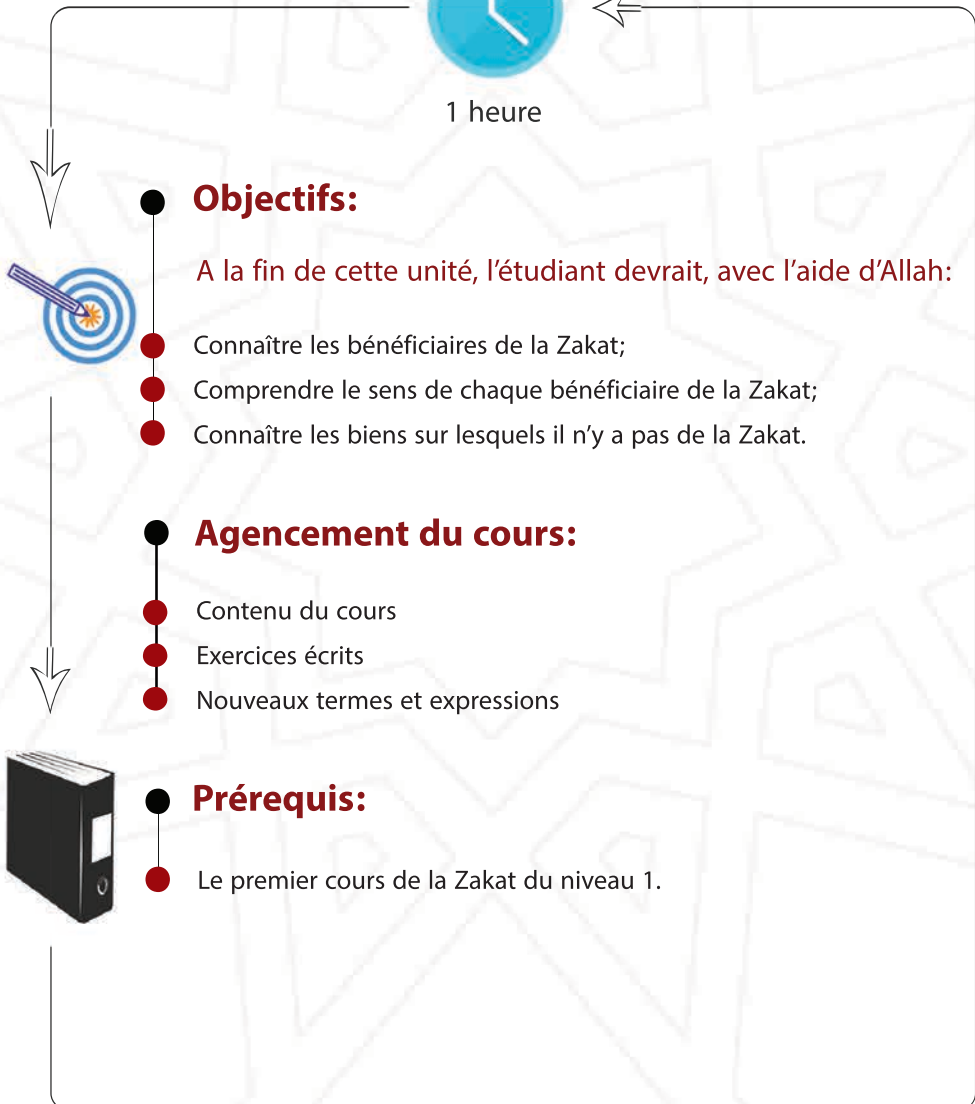 1 heure
Objectifs:
A la fin de cette unité, l'étudiant devrait, avec l'aide d'Allah:
Connaître les bénéficiaires de la Zakat;
Comprendre le sens de chaque bénéficiaire de la Zakat;
Connaître les biens sur lesquels il n'y a pas de la Zakat.
Agencement du cours:
Contenu du cours
Exercices écrits
Nouveaux termes et expressions
Prérequis:
Le premier cours de la Zakat du niveau 1.